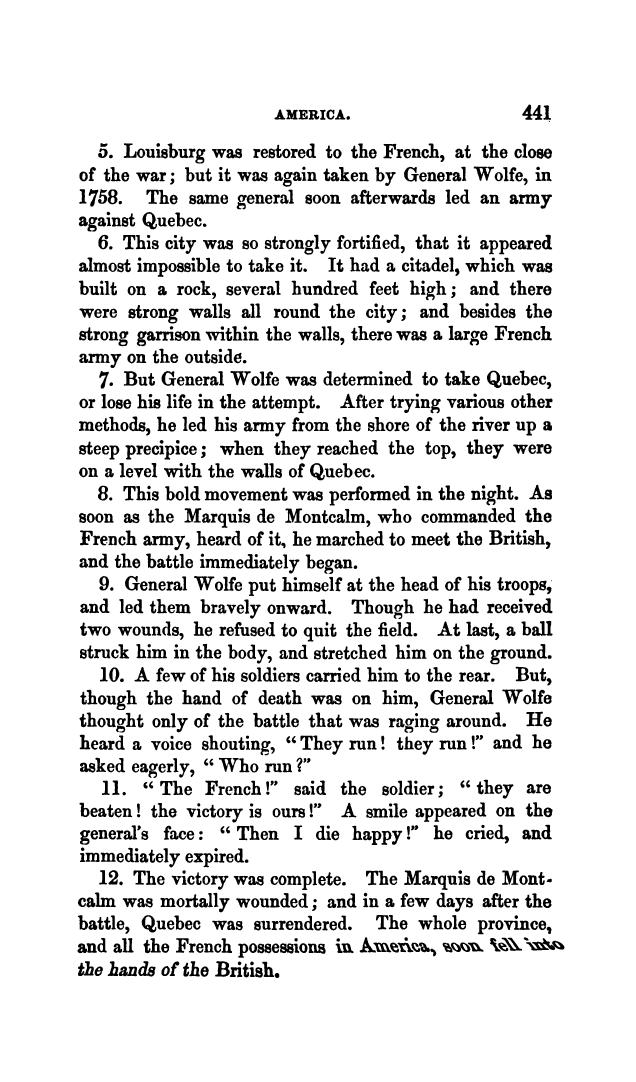 AMERICA. 441
5. Louisburg was restored to the French, at the close
of the war; but it was again taken by General Wolfe, in
1758. The same general soon afterwards led an army
against Quebec.
6. This city was so strongly fortified, that it appeared
almost impossible to take it. It had a citadel, which was
built on a rock, several hundred feet high; and there
were strong walls all round the city; and besides the
strong garrison within the walls, there was a large French
army on the outside.
7. But General Wolfe was determined to take Quebec,
or lose his life in the attempt. After trying various other
methods, he led his army from the shore of the river up a
steep precipice; when they reached the top, they were
on a level with the walls of Quebec.
8. This bold movement was performed in the night. As
soon as the Marquis de Montcalm, who commanded the
French army, heard of it, he marched to meet the British,
and the battle immediately began.
9. General Wolfe put himself at the head of his troops,
and led them bravely onward. Though he had received
two wounds, he refused to quit the field. At last, a ball
struck him in the body, and stretched him on the ground.
10. A few of his soldiers carried him to the rear. But,
though the hand of death was on him, General Wolfe
thought only of the battle that was raging around. He
heard a voice shouting, "They run! they run!" and he
asked eagerly, "Who run?"
11. "The French!" said the soldier; "they are
beaten! the victory is ours!" A smile appeared on the
general's face: "Then I die happy!" he cried, and
immediately expired.
12. The victory was complete. The Marquis de Mont-
calm was mortally wounded; and in a few days after the
battle, Quebec was surrendered. The whole province,
and all the French possessions in America, soon fell into
the hands of the British.